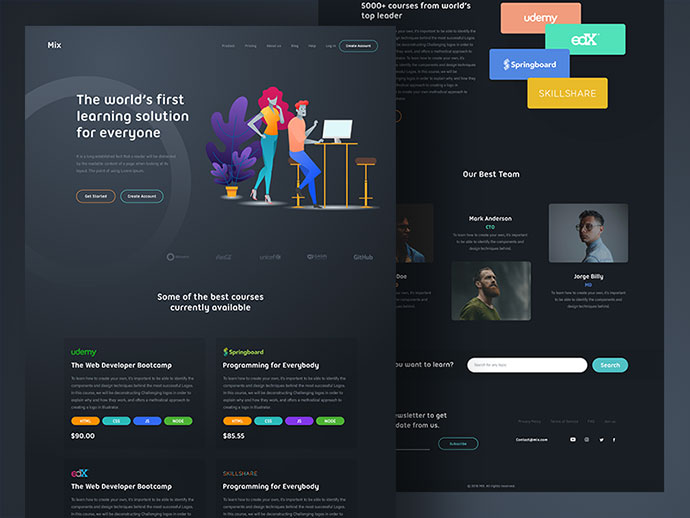 Mix
Product Pricing About Us Blog Help Log In Create Account
The world's first
learning solution
for everyone
It is a long established fact that a reader will be distracted
by the readable content of a page when looking at its
layout. The point of using Lorem Ipsum.
Get Started Create Account
unicef GitHub
Some of the best courses
currently available
udemy
The Web Developer Bootcamp
To learn how to create your own, it's important to be able to identify the
components and design techniques behind the most successful Logos.
In this course, we will be deconstructing Challenging logos in order to
explain why and how they work, and offers a methodical approach to
creating a logo in Illustrator.
HTML CSS JS NODE
$90.00
Springboard
Programming for Everybody
To learn how to create your own, it's important to be able to identify the
components and design techniques behind the most successful Logos.
In this course, we will be deconstructing Challenging logos in order to
explain why and how they work, and offers a methodical approach to
creating a logo in Illustrator.
HTML CSS JS NODE
$85.55
edX
The Web Developer Bootcamp
To learn how to create your own, it's important to be able to identify the
components and design techniques behind the most successful Logos.
In this course, we will be deconstructing Challenging logos in order to
SKILLSHARE
Programming for Everybody
To learn how to create your own, it's important to be able to identify the
components and design techniques behind the most successful Logos.
In this course, we will be deconstructing Challenging logos in order to
5000+ courses from world's
top leader
udemy
edX
Springboard
SKILLSHARE
Our Best Team
Mark Anderson
CTO
To learn how to create your own, it's important
to be able to identify the components and
design techniques behind.
Doe
Jorge Billy
MD
To learn how to create your own, it's important
to be able to identify the components and
design techniques behind.
you want to learn?
Search for any topic
Search
ewsletter to get
date from us.
Subscribe
Privacy Policy Terms of Service FAQ Join us
Contact@mix.com
© 2018 Mix. All rights reserved.